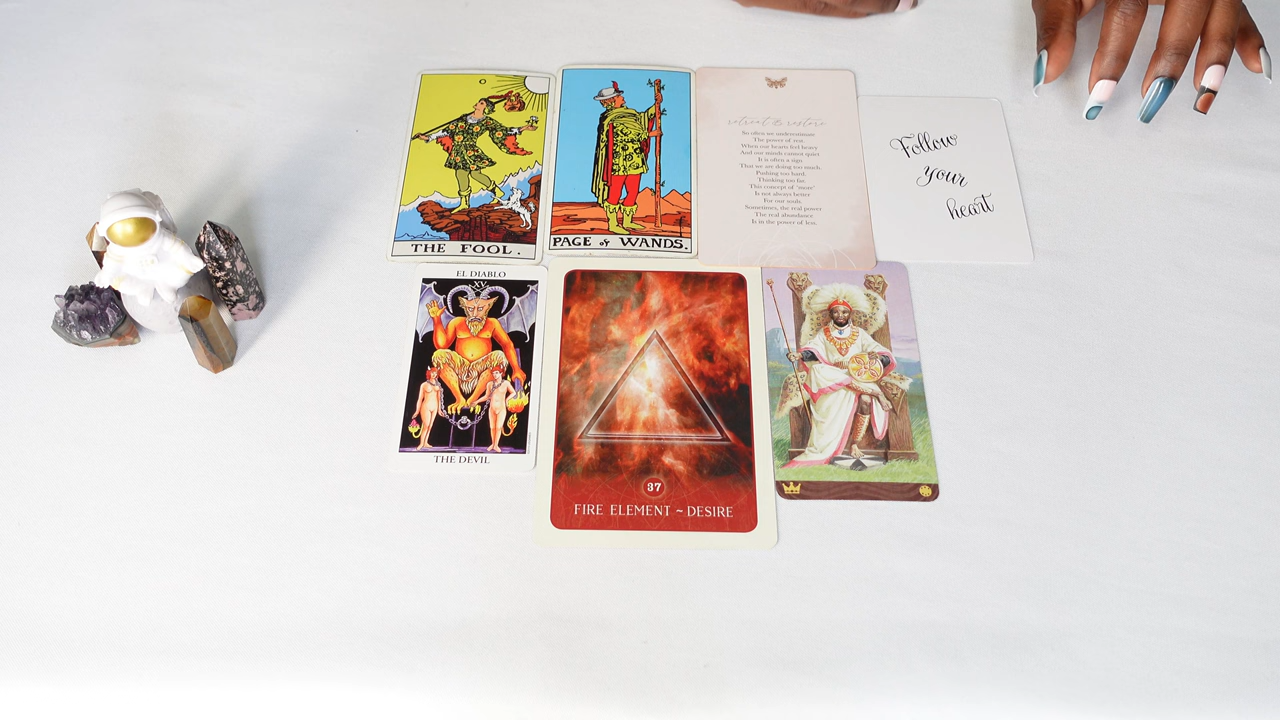 THE FOOL.
PAGE of WANDS.
retreat & restore
So often we underestimate
The power of rest.
When our hearts feel heavy
And our minds cannot quiet
It is often a sign
That we are doing too much.
Pushing too hard.
Thinking too far.
This concept of "more"
Is not always better
For our souls.
Sometimes, the real power
The real abundance
Is in the power of less.
Follow
your
heart
EL DIABLO
XV
THE DEVIL
37
FIRE ELEMENT ~ DESIRE